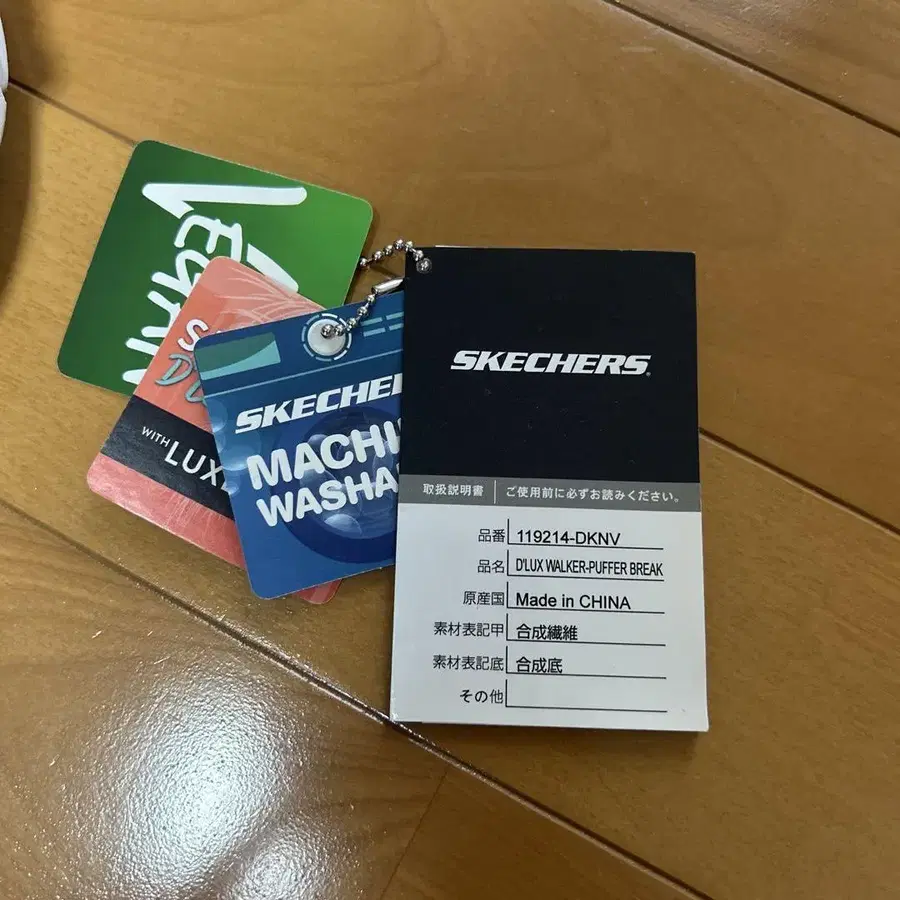 VEGAN
WITH LUX
SKECHE
MACHI
WASHA
SKECHERS
取扱説明書 ご使用前に必ずお読みください。
品番 119214-DKNV
品名 D'LUX WALKER-PUFFER BREAK
原産国 Made in CHINA
素材表記甲 合成繊維
素材表記底 合成底
その他